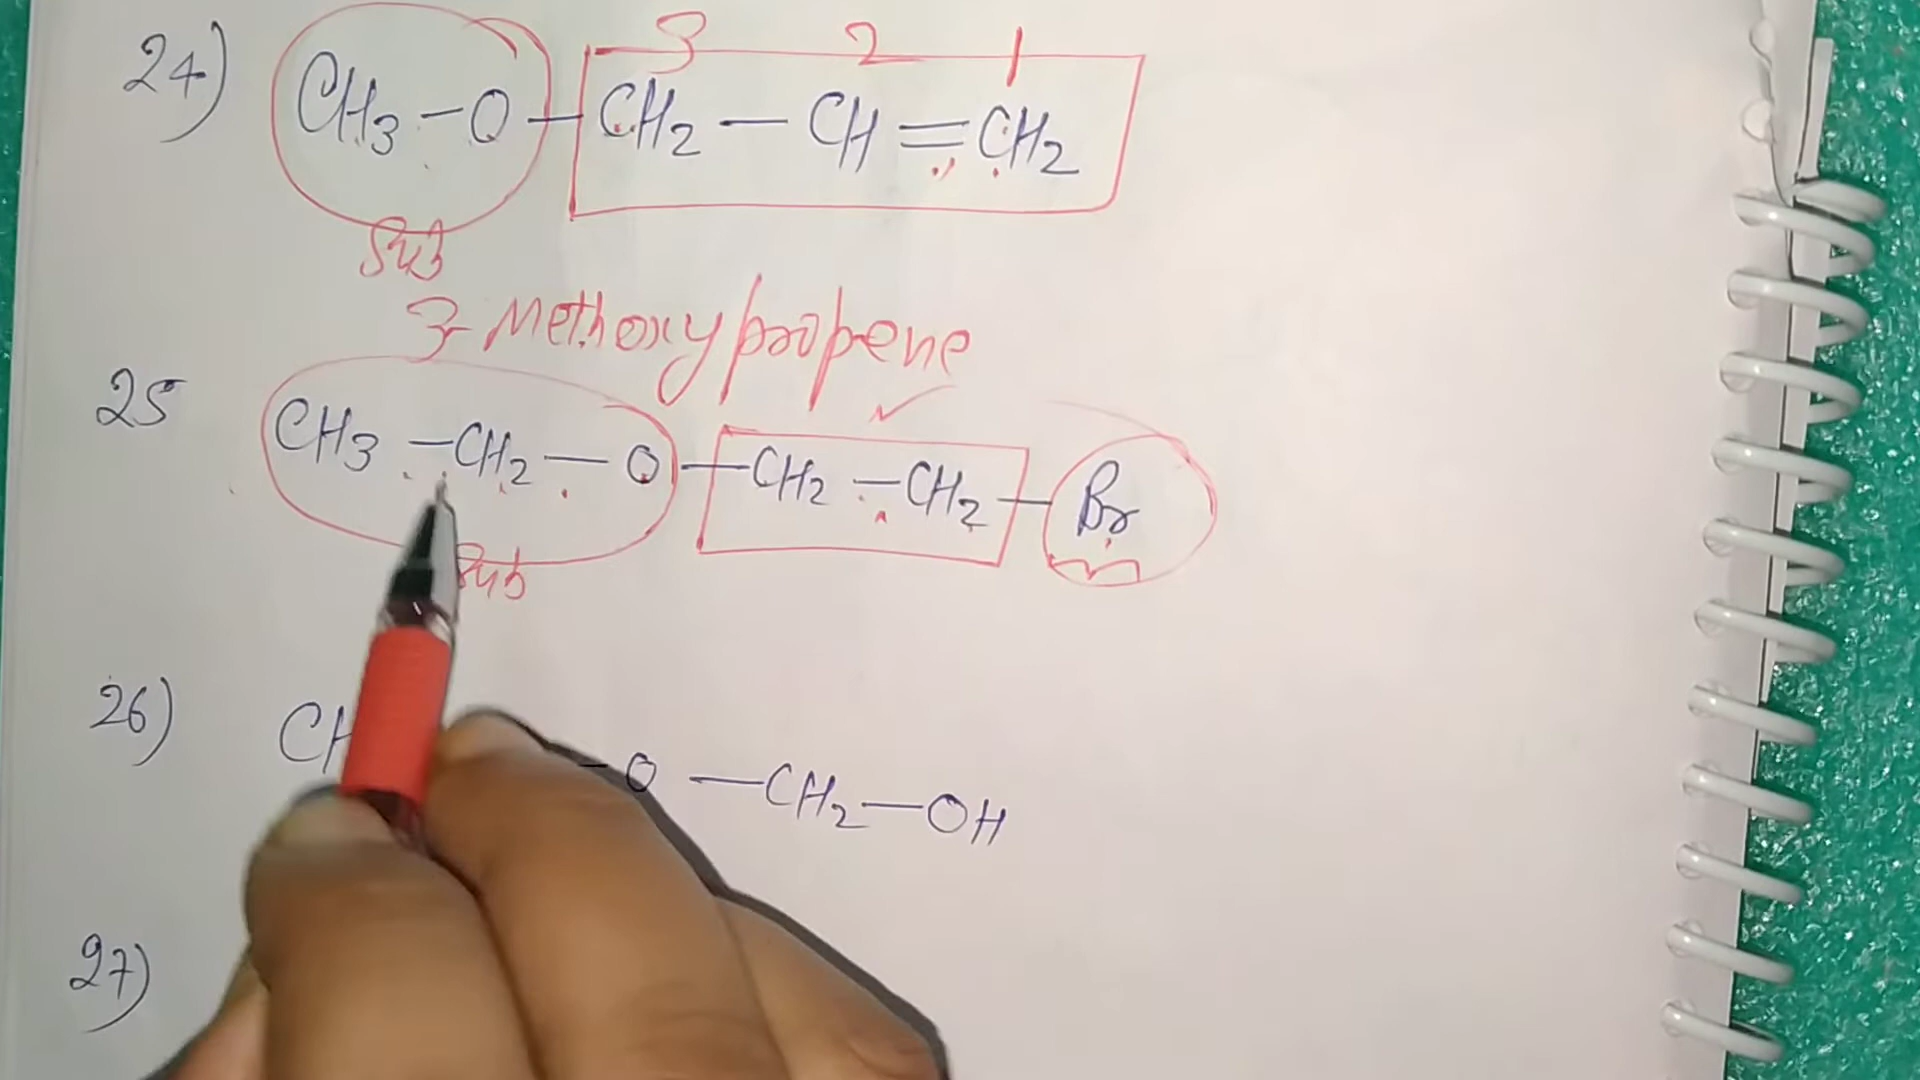 3 2 1
24) CH3 - O - CH2 - CH = CH2
Sub
3-Methoxypropene
25 CH3 - CH2 - O - CH2 - CH2 - Br
Sub
26) CH - O - CH2 - OH
27)